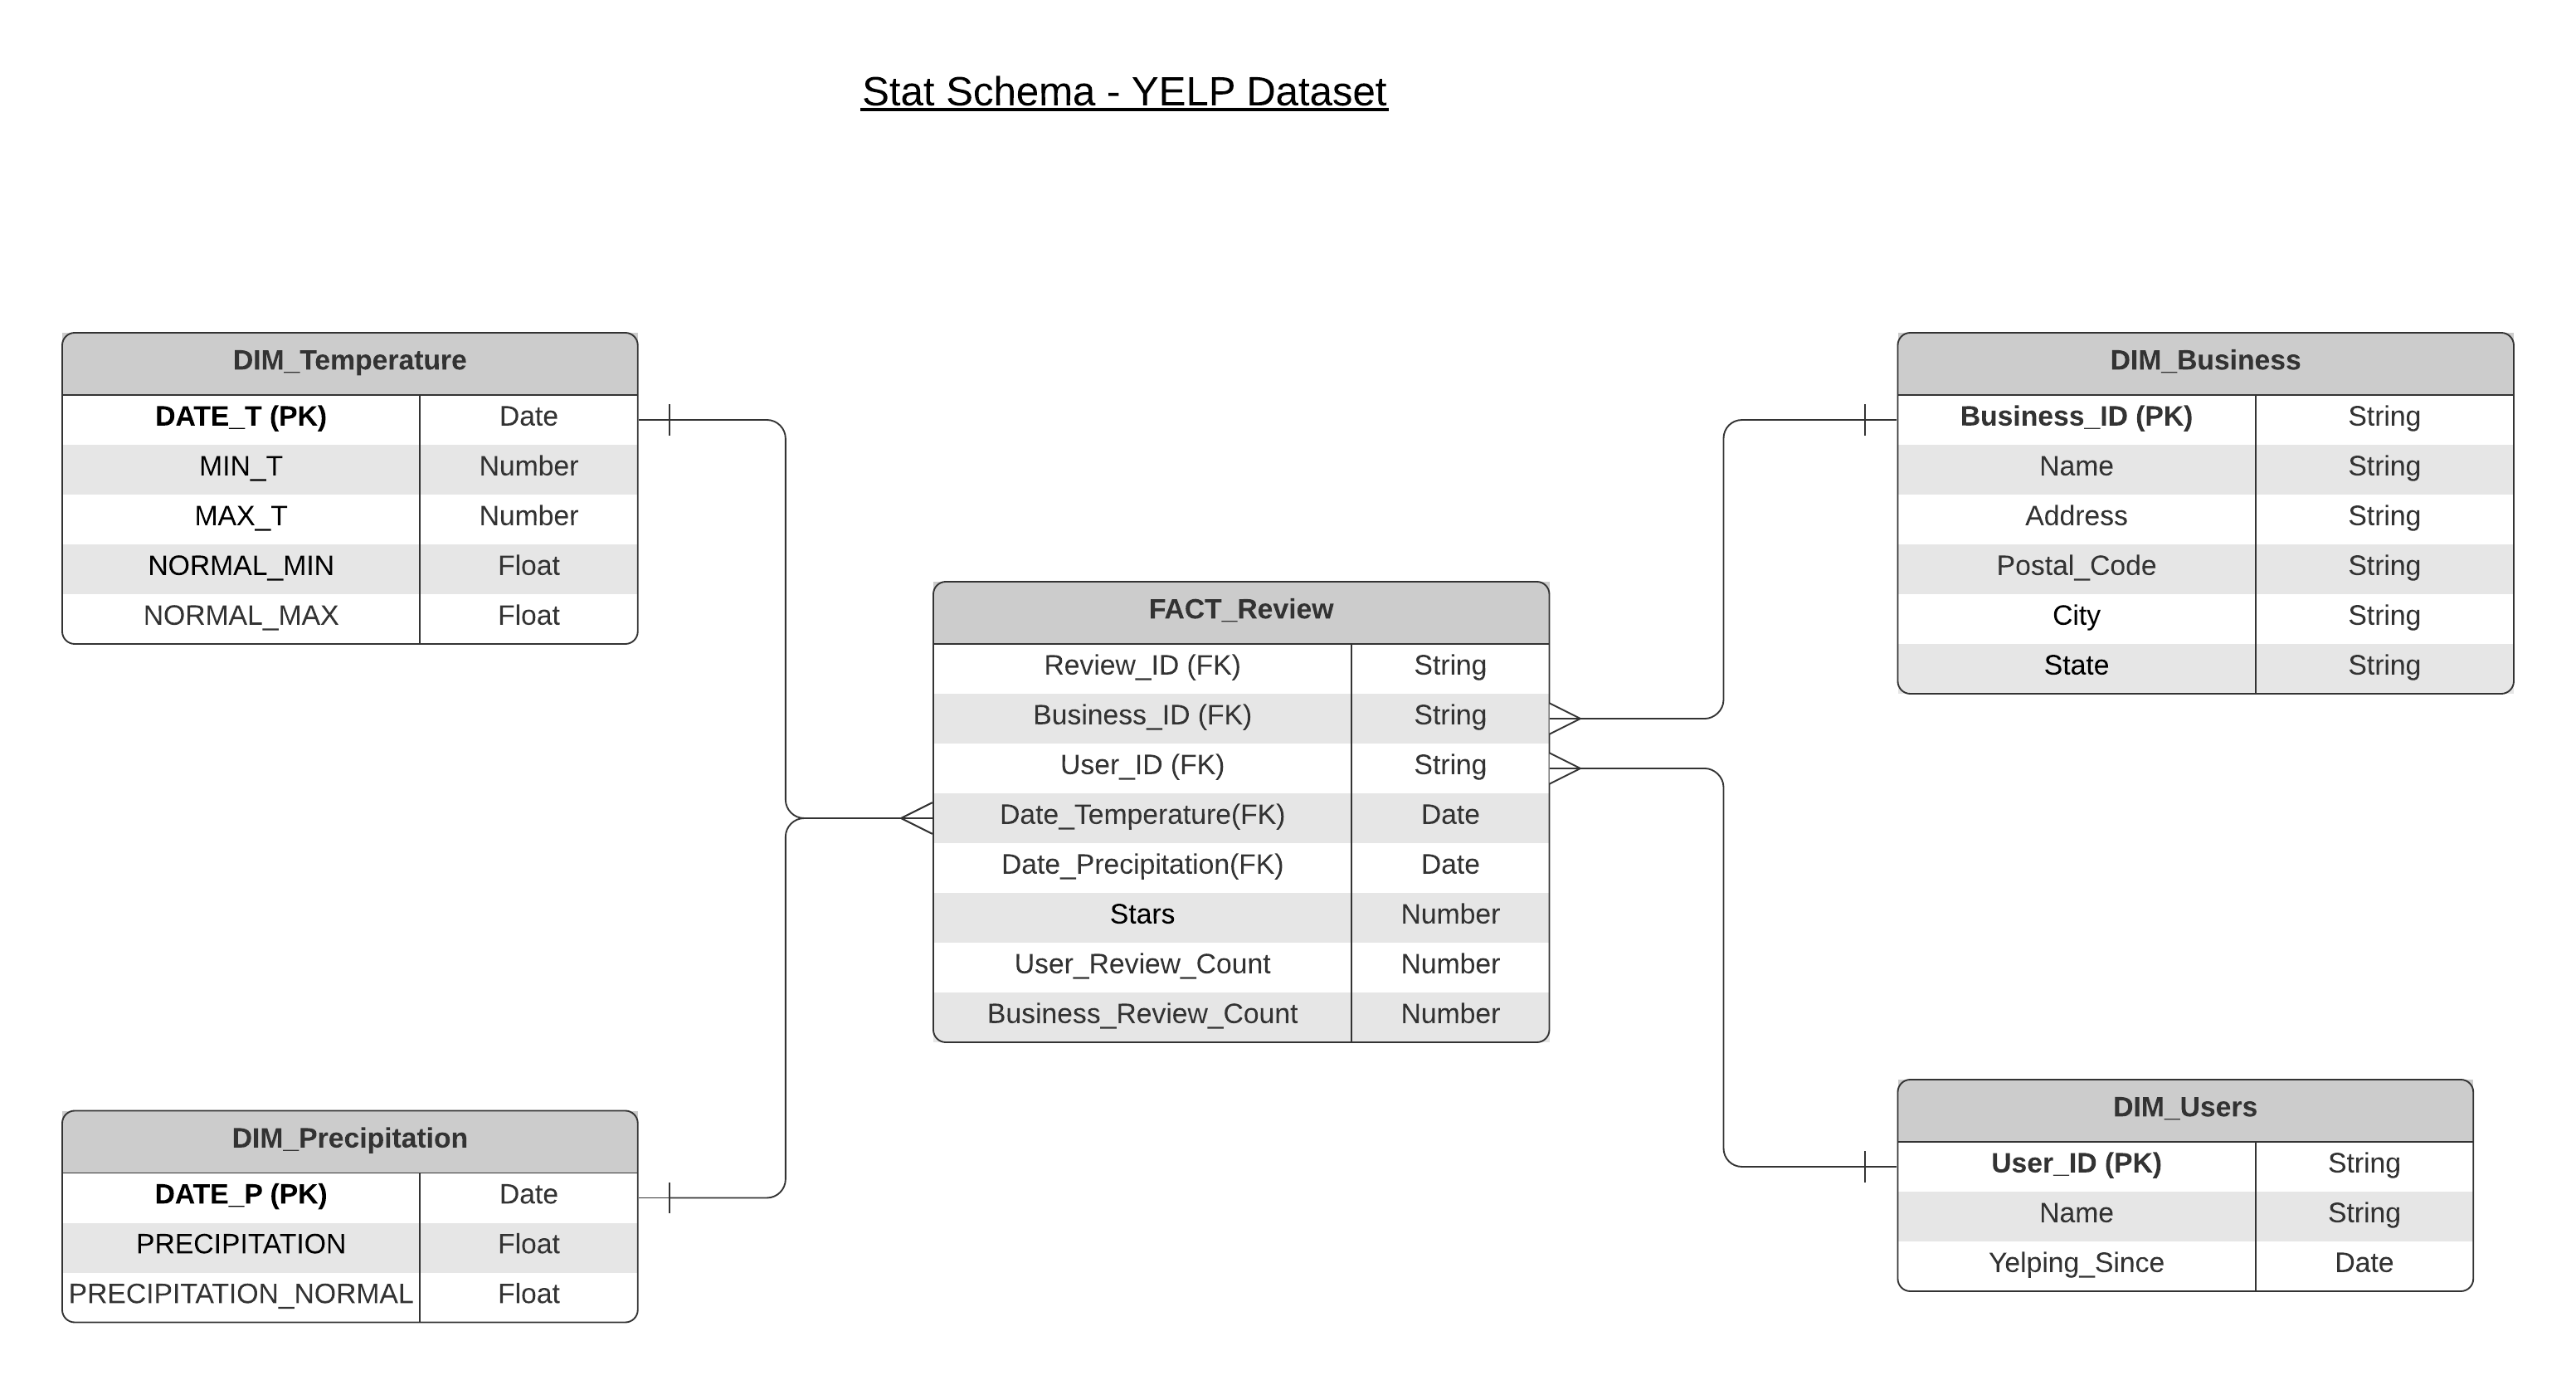 Stat Schema - YELP Dataset
DIM_Temperature
DATE_T (PK) Date
MIN_T Number
MAX_T Number
NORMAL_MIN Float
NORMAL_MAX Float
DIM_Business
Business_ID (PK) String
Name String
Address String
Postal_Code String
City String
State String
FACT_Review
Review_ID (FK) String
Business_ID (FK) String
User_ID (FK) String
Date_Temperature(FK) Date
Date_Precipitation(FK) Date
Stars Number
User_Review_Count Number
Business_Review_Count Number
DIM_Precipitation
DATE_P (PK) Date
PRECIPITATION Float
PRECIPITATION_NORMAL Float
DIM_Users
User_ID (PK) String
Name String
Yelping_Since Date